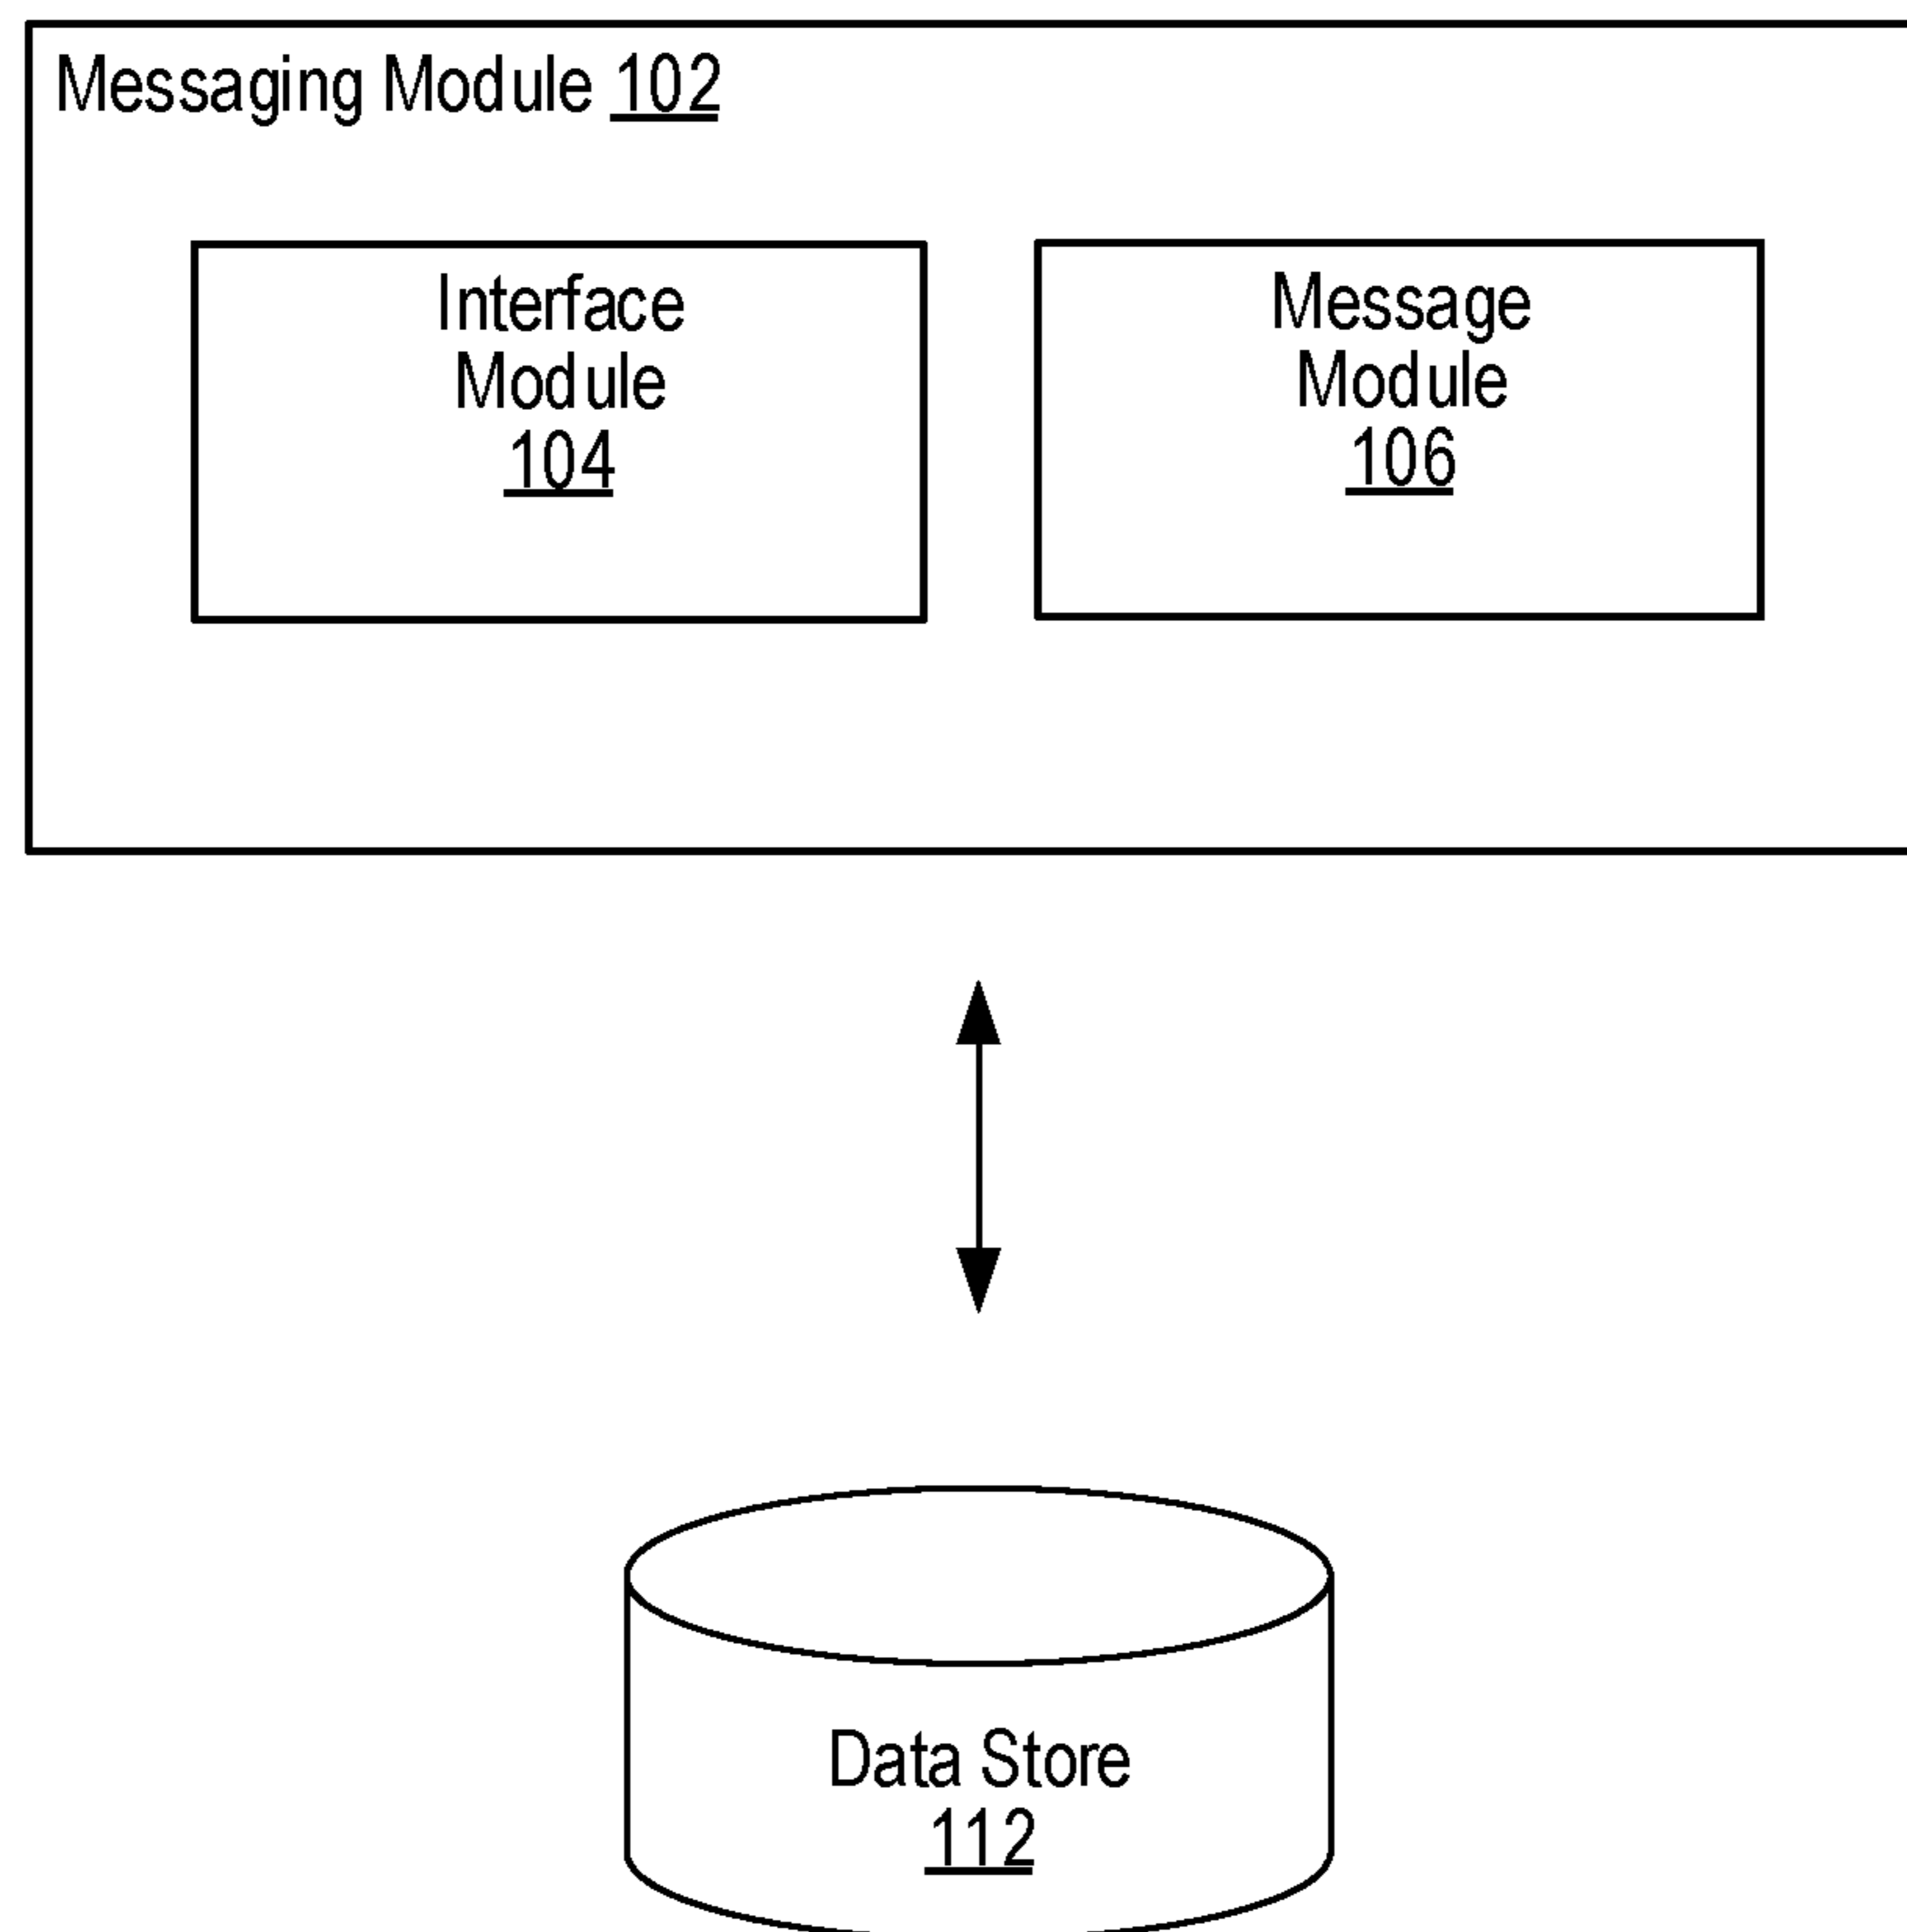 Messaging Module 102
Interface
Module
104
Message
Module
106
Data Store
112